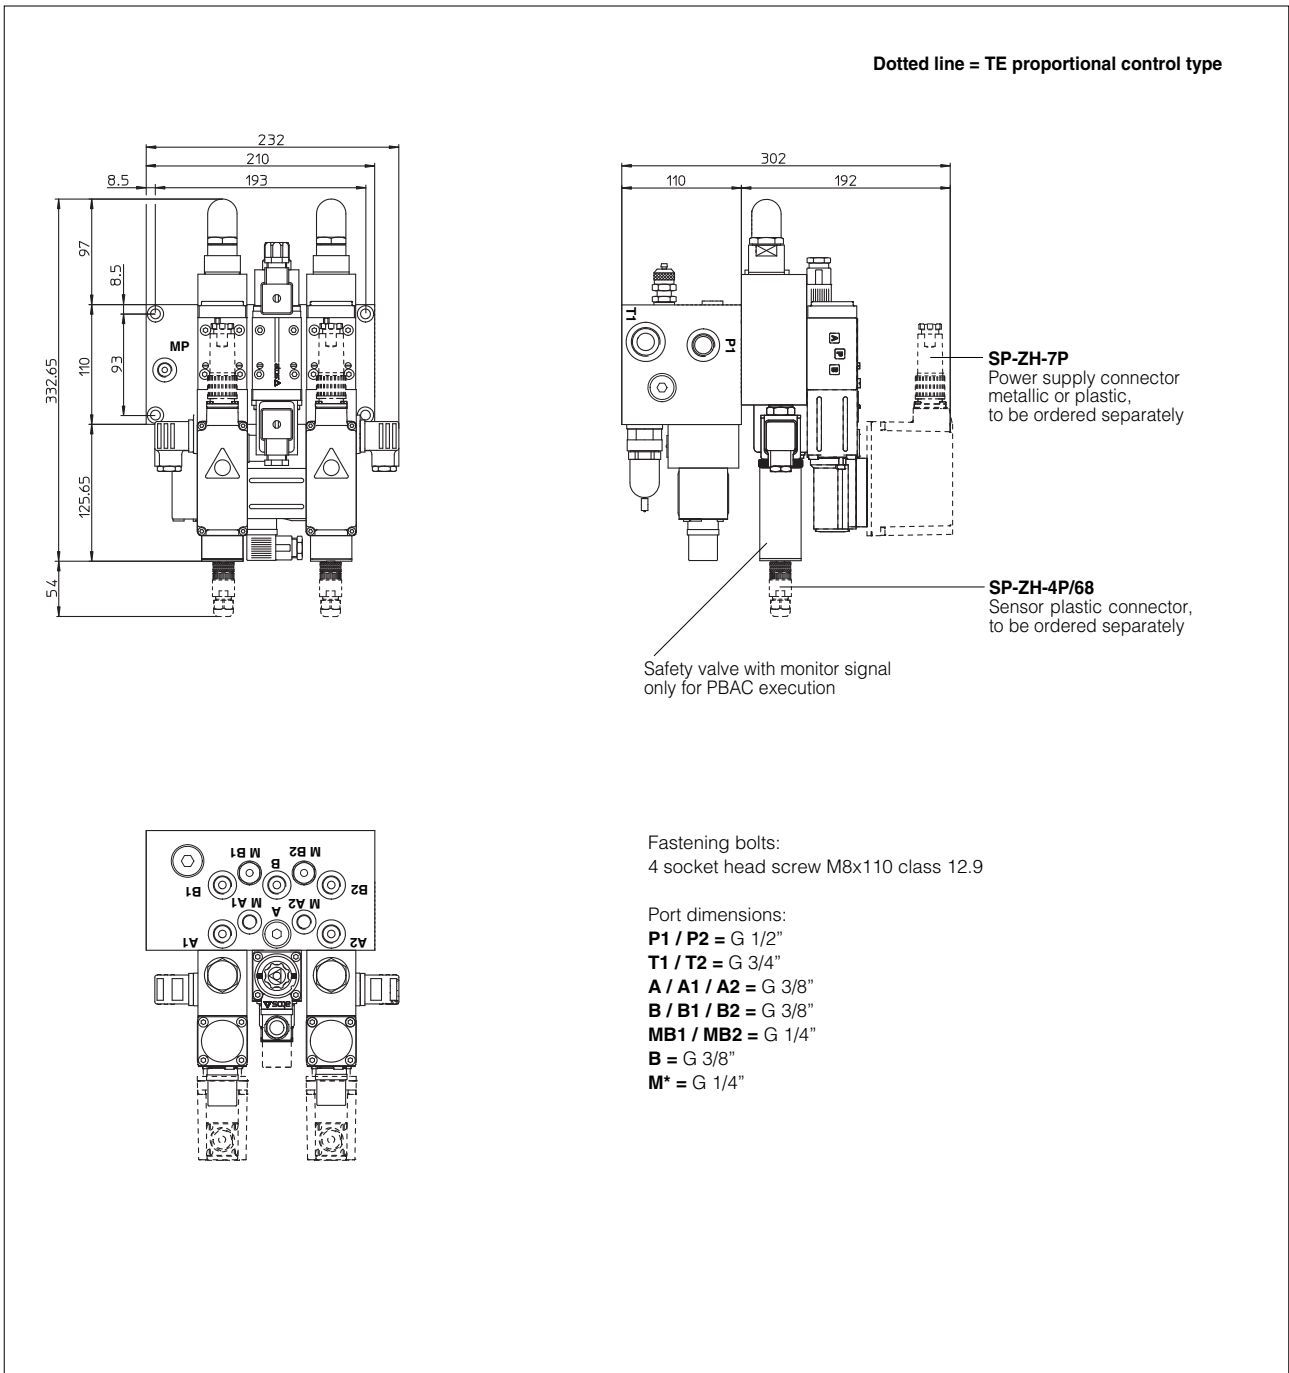 Dotted line = TE proportional control type
232
210
8.5
193
302
110
192
97
8.5
332.65
110
93
125.65
54
MP
atos
T1
P1
A
P
B
SP-ZH-7P
Power supply connector
metallic or plastic,
to be ordered separately
SP-ZH-4P/68
Sensor plastic connector,
to be ordered separately
Safety valve with monitor signal
only for PBAC execution
M B1
B
M B2
B1
B2
M A1
A
M A2
A1
A2
atos
Fastening bolts:
4 socket head screw M8x110 class 12.9
Port dimensions:
P1 / P2 = G 1/2”
T1 / T2 = G 3/4”
A / A1 / A2 = G 3/8”
B / B1 / B2 = G 3/8”
MB1 / MB2 = G 1/4”
B = G 3/8”
M* = G 1/4”